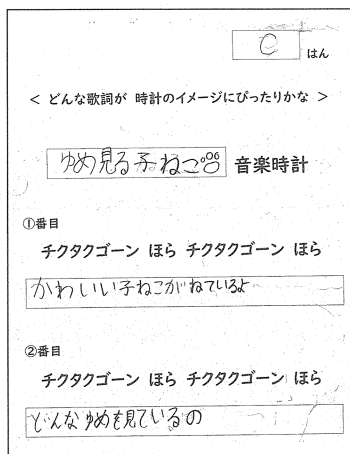 C はん
< どんな歌詞が 時計のイメージにぴったりかな >
ゆめ見る子ねこ 音楽時計
①番目
チクタクゴーン ほら チクタクゴーン ほら
かわいい子ねこがねているよ
②番目
チクタクゴーン ほら チクタクゴーン ほら
どんなゆめを見ているの